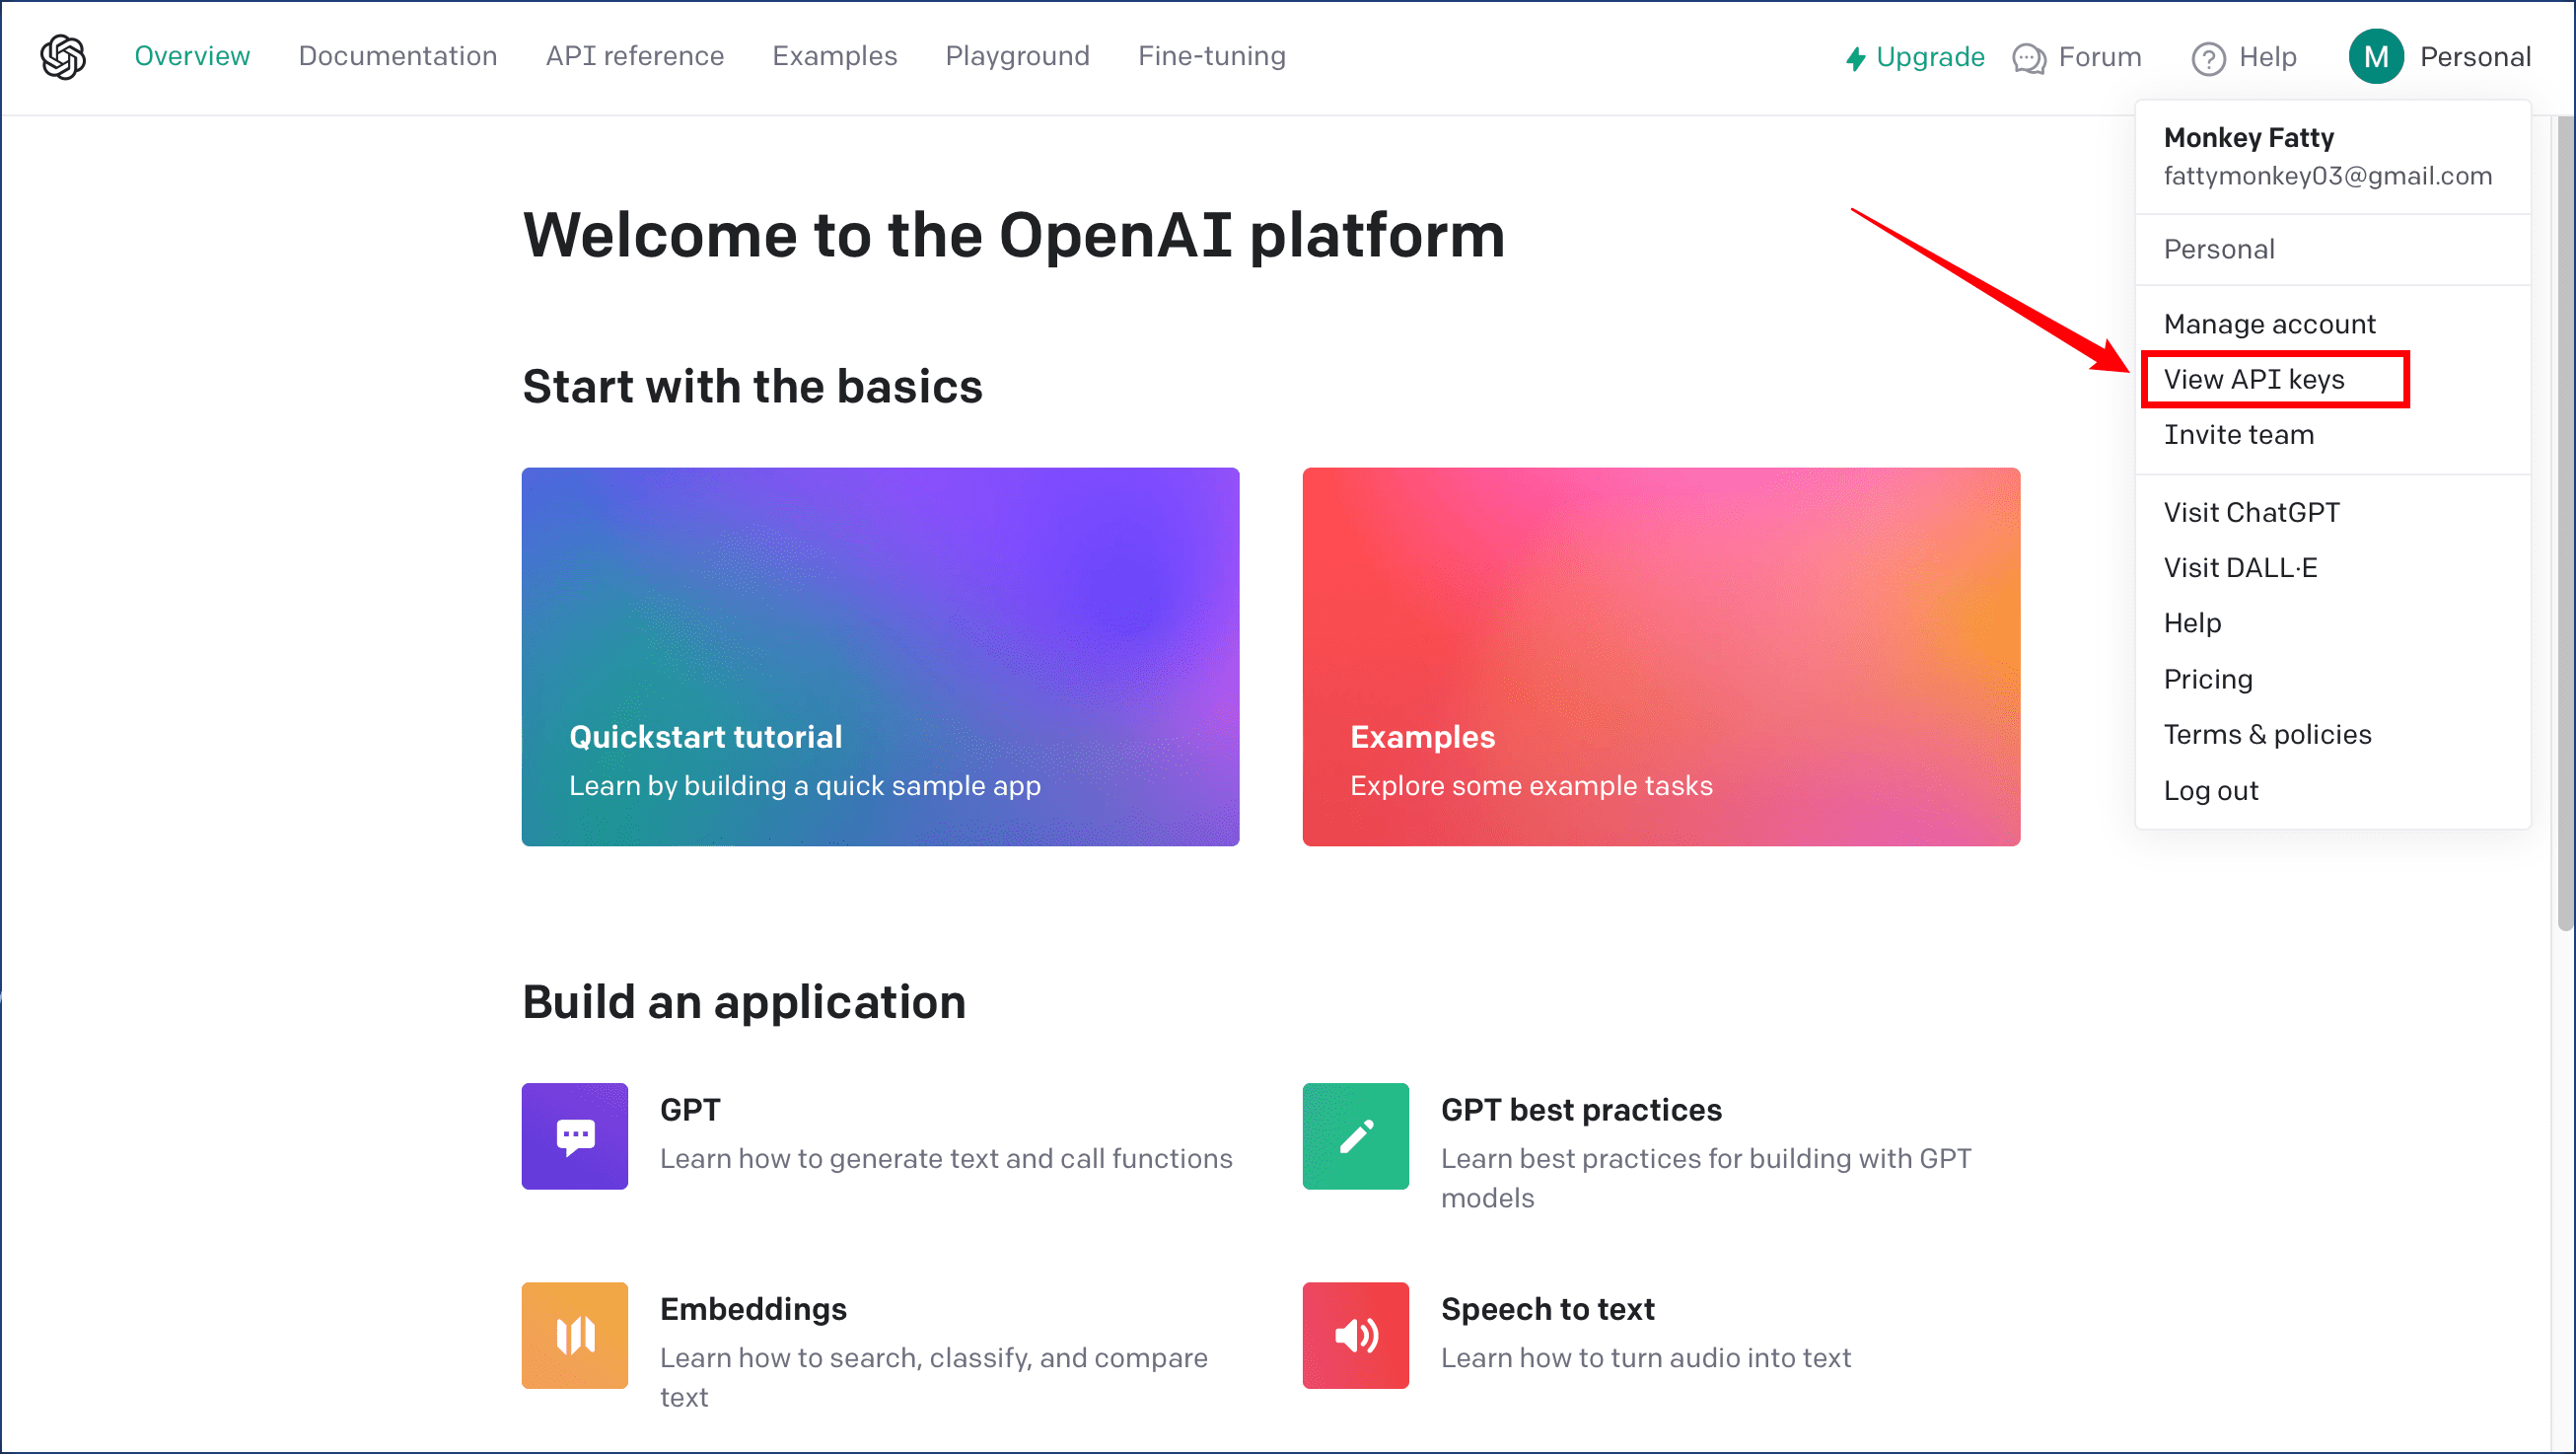 Overview Documentation API reference Examples Playground Fine-tuning Upgrade Forum Help M Personal
Monkey Fatty
fattymonkey03@gmail.com
Personal
Manage account
View API keys
Invite team
Visit ChatGPT
Visit DALL·E
Help
Pricing
Terms & policies
Log out
Welcome to the OpenAI platform
Start with the basics
Quickstart tutorial
Learn by building a quick sample app
Examples
Explore some example tasks
Build an application
GPT
Learn how to generate text and call functions
GPT best practices
Learn best practices for building with GPT
models
Embeddings
Learn how to search, classify, and compare
text
Speech to text
Learn how to turn audio into text